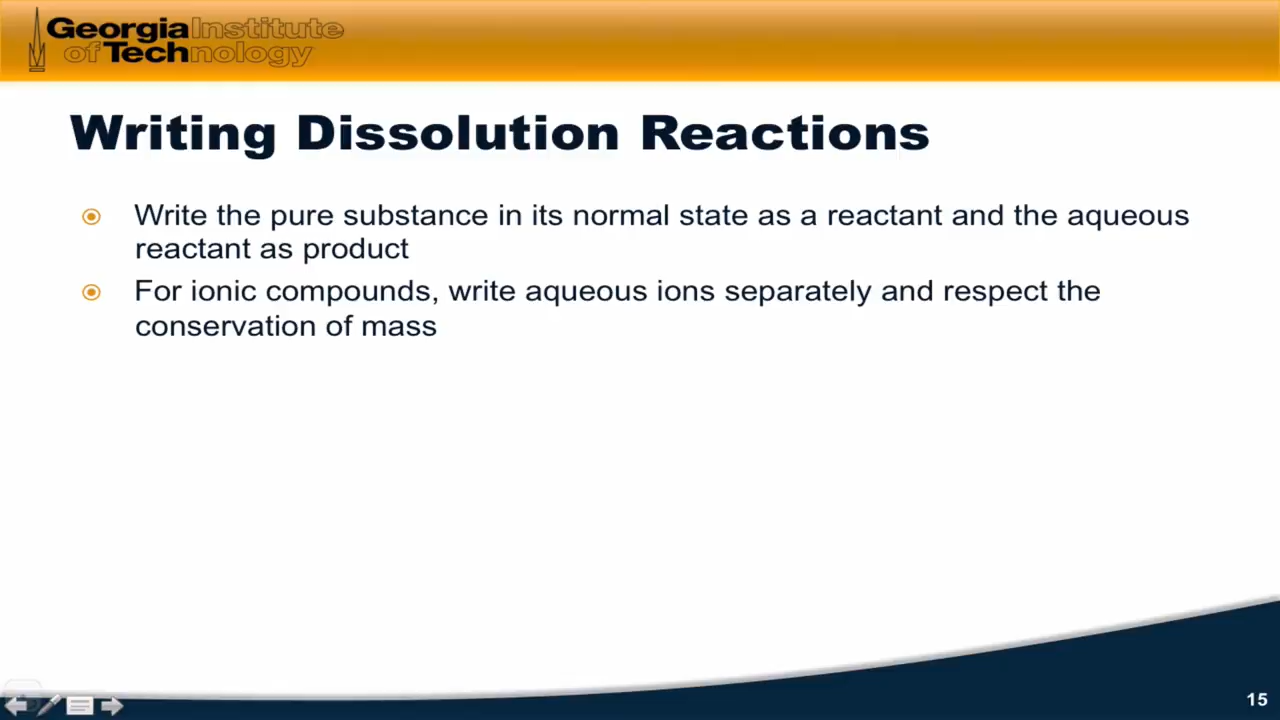 Georgia Institute
of Technology
Writing Dissolution Reactions
Write the pure substance in its normal state as a reactant and the aqueous
reactant as product
For ionic compounds, write aqueous ions separately and respect the
conservation of mass
15